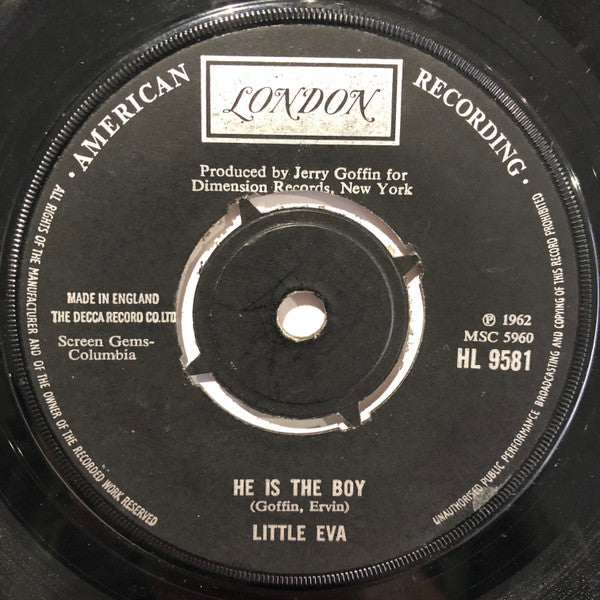 · AMERICAN RECORDING ·
LONDON
Produced by Jerry Goffin for
Dimension Records, New York
MADE IN ENGLAND
THE DECCA RECORD CO. LTD
Screen Gems-
Columbia
℗ 1962
MSC 5960
HL 9581
HE IS THE BOY
(Goffin, Ervin)
LITTLE EVA
ALL RIGHTS OF THE MANUFACTURER AND OF THE OWNER OF THE RECORDED WORK RESERVED
UNAUTHORISED PUBLIC PERFORMANCE BROADCASTING AND COPYING OF THIS RECORD PROHIBITED